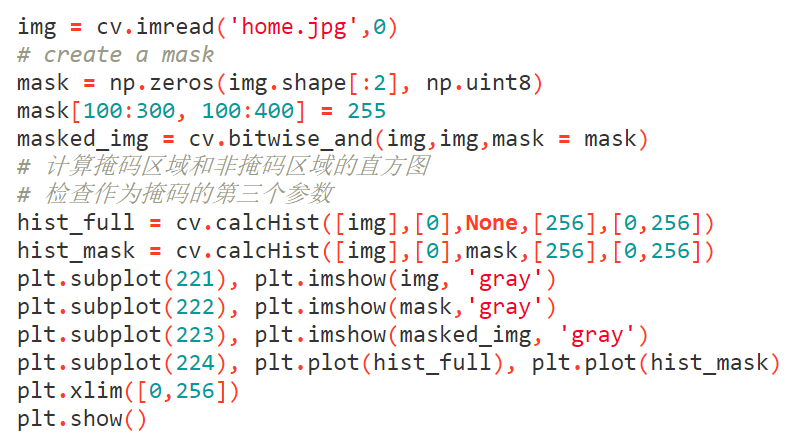 img = cv.imread('home.jpg',0)
# create a mask
mask = np.zeros(img.shape[:2], np.uint8)
mask[100:300, 100:400] = 255
masked_img = cv.bitwise_and(img,img,mask = mask)
# 计算掩码区域和非掩码区域的直方图
# 检查作为掩码的第三个参数
hist_full = cv.calcHist([img],[0],None,[256],[0,256])
hist_mask = cv.calcHist([img],[0],mask,[256],[0,256])
plt.subplot(221), plt.imshow(img, 'gray')
plt.subplot(222), plt.imshow(mask,'gray')
plt.subplot(223), plt.imshow(masked_img, 'gray')
plt.subplot(224), plt.plot(hist_full), plt.plot(hist_mask)
plt.xlim([0,256])
plt.show()